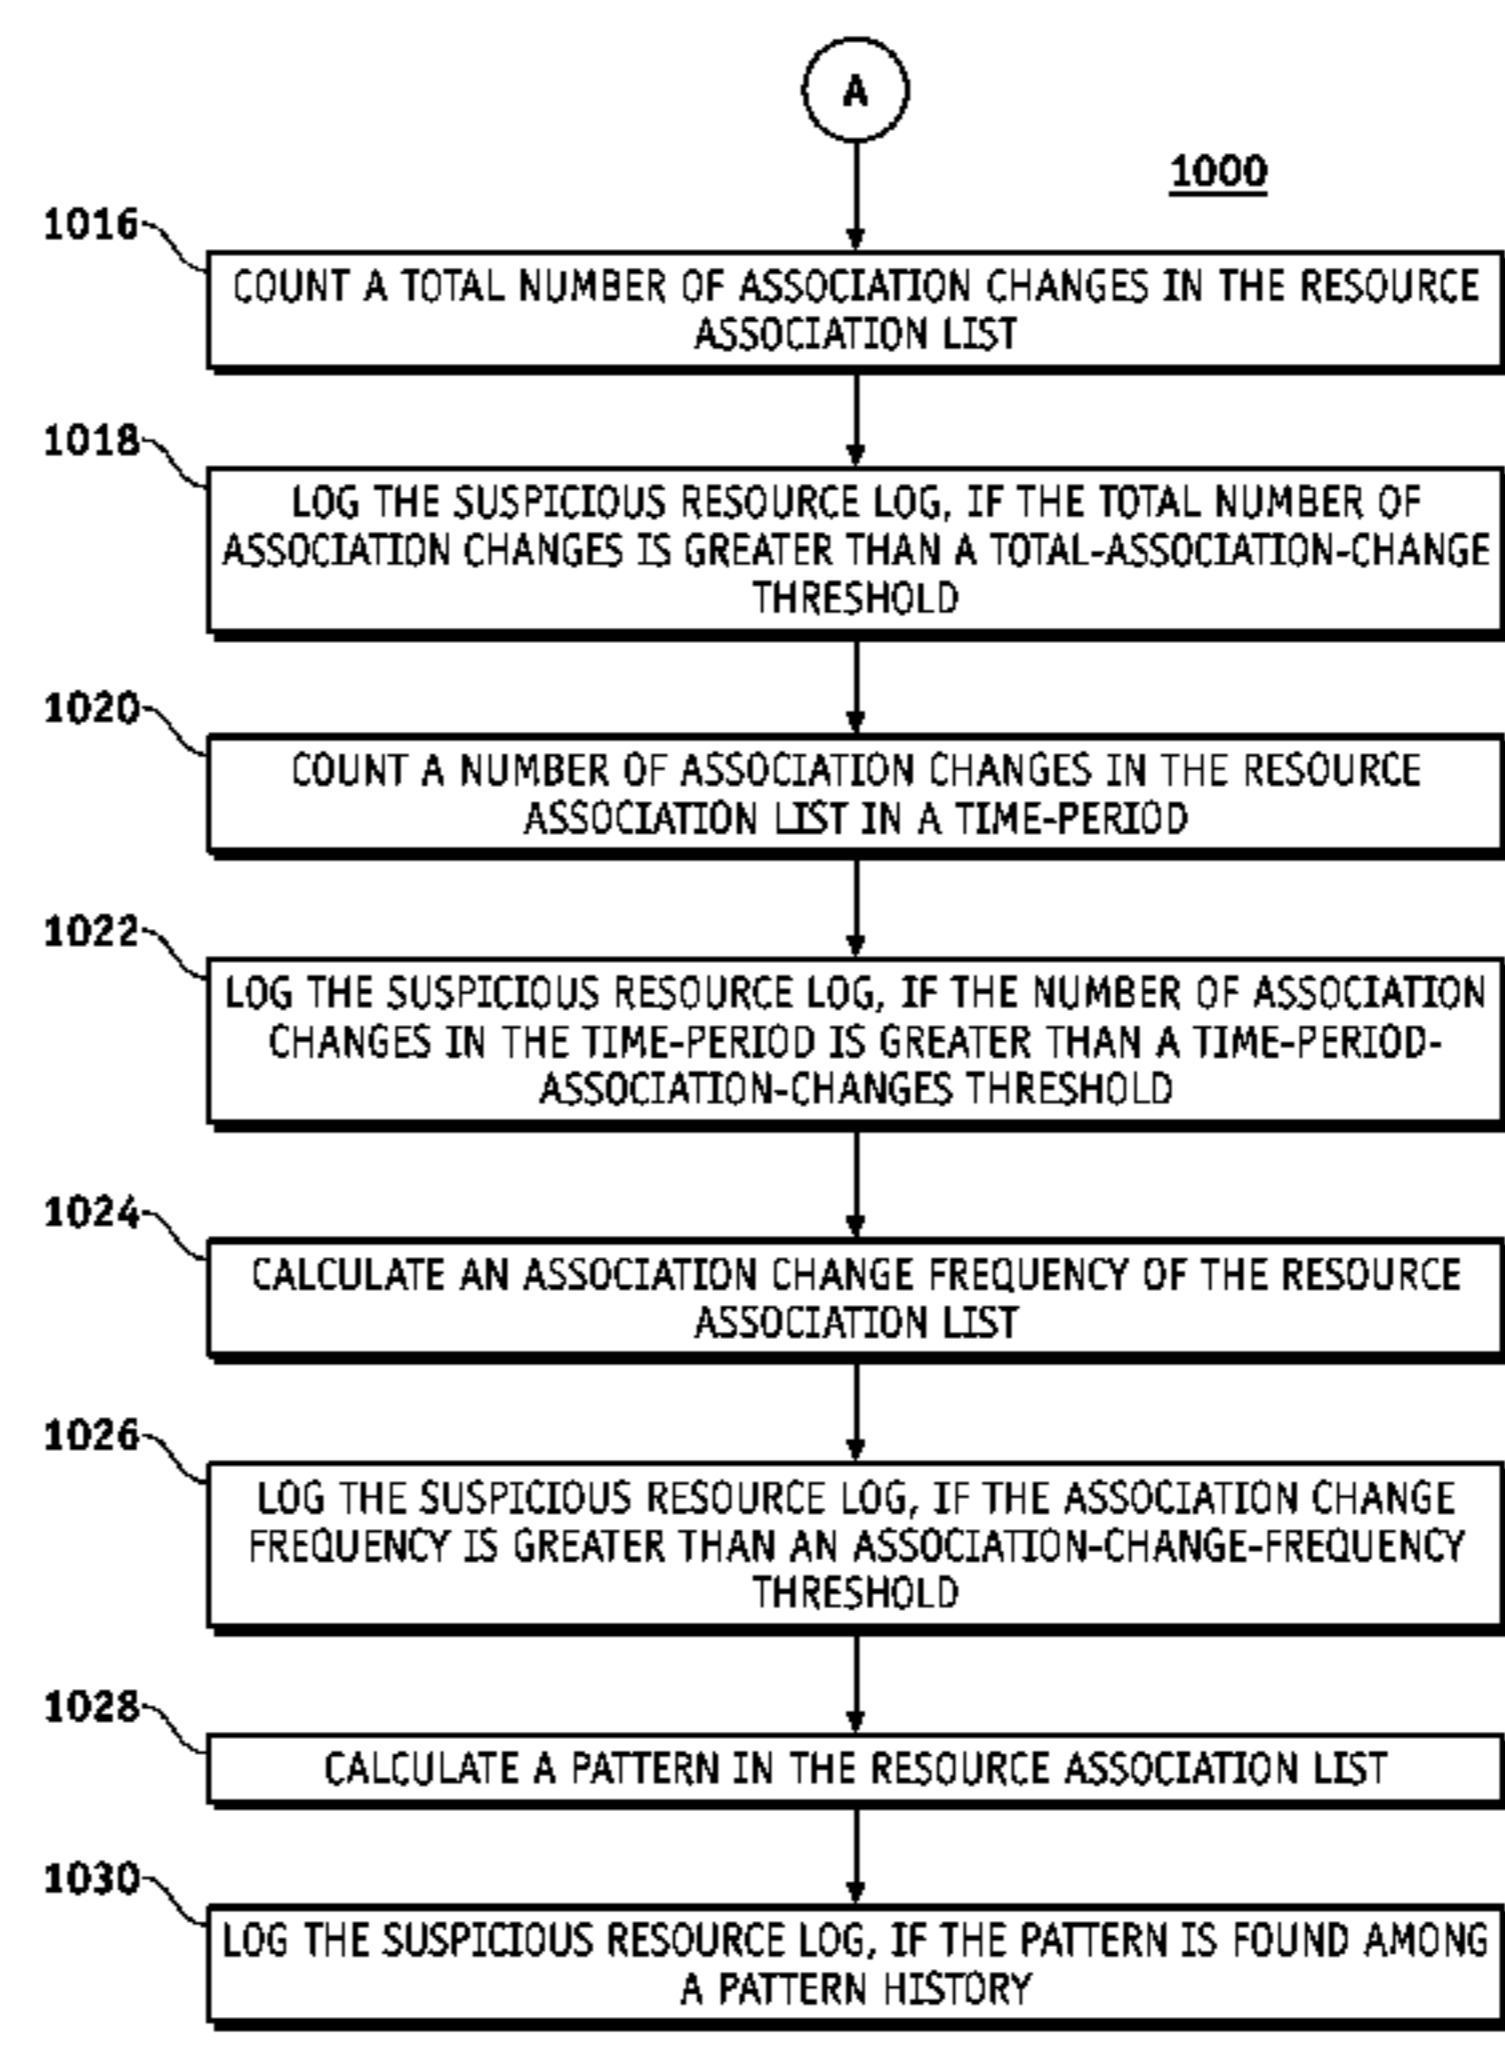 A
1000
1016
COUNT A TOTAL NUMBER OF ASSOCIATION CHANGES IN THE RESOURCE
ASSOCIATION LIST
1018
LOG THE SUSPICIOUS RESOURCE LOG, IF THE TOTAL NUMBER OF
ASSOCIATION CHANGES IS GREATER THAN A TOTAL-ASSOCIATION-CHANGE
THRESHOLD
1020
COUNT A NUMBER OF ASSOCIATION CHANGES IN THE RESOURCE
ASSOCIATION LIST IN A TIME-PERIOD
1022
LOG THE SUSPICIOUS RESOURCE LOG, IF THE NUMBER OF ASSOCIATION
CHANGES IN THE TIME-PERIOD IS GREATER THAN A TIME-PERIOD-
ASSOCIATION-CHANGES THRESHOLD
1024
CALCULATE AN ASSOCIATION CHANGE FREQUENCY OF THE RESOURCE
ASSOCIATION LIST
1026
LOG THE SUSPICIOUS RESOURCE LOG, IF THE ASSOCIATION CHANGE
FREQUENCY IS GREATER THAN AN ASSOCIATION-CHANGE-FREQUENCY
THRESHOLD
1028
CALCULATE A PATTERN IN THE RESOURCE ASSOCIATION LIST
1030
LOG THE SUSPICIOUS RESOURCE LOG, IF THE PATTERN IS FOUND AMONG
A PATTERN HISTORY